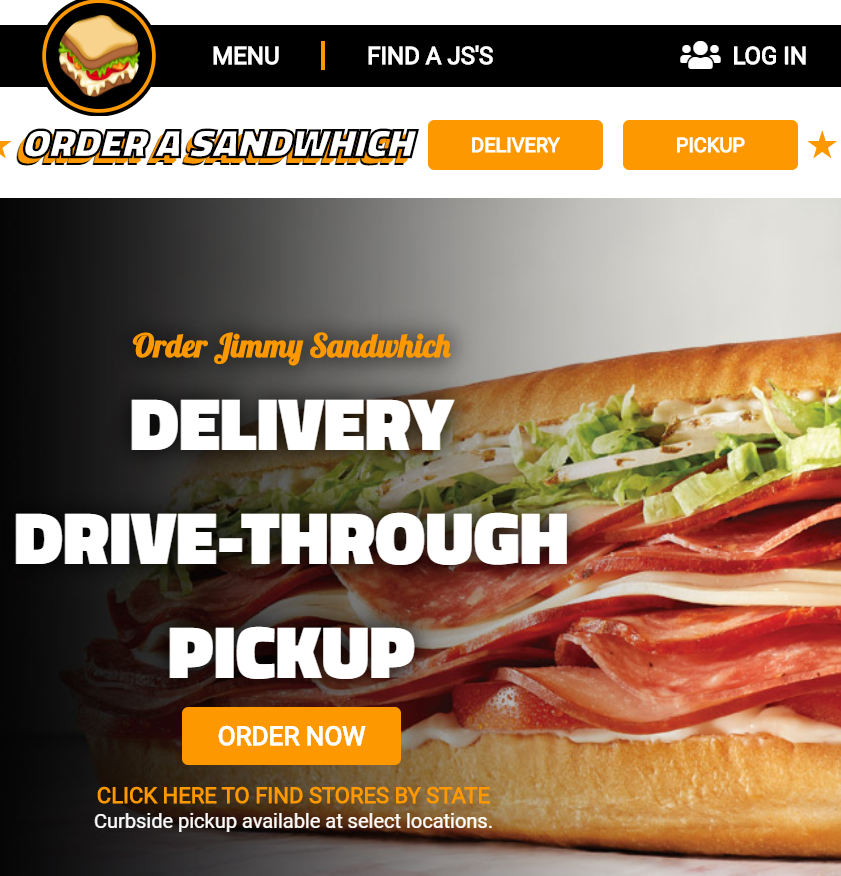 MENU
FIND A JS'S
LOG IN
ORDER A SANDWHICH
DELIVERY
PICKUP
Order Jimmy Sandwhich
DELIVERY
DRIVE-THROUGH
PICKUP
ORDER NOW
CLICK HERE TO FIND STORES BY STATE
Curbside pickup available at select locations.